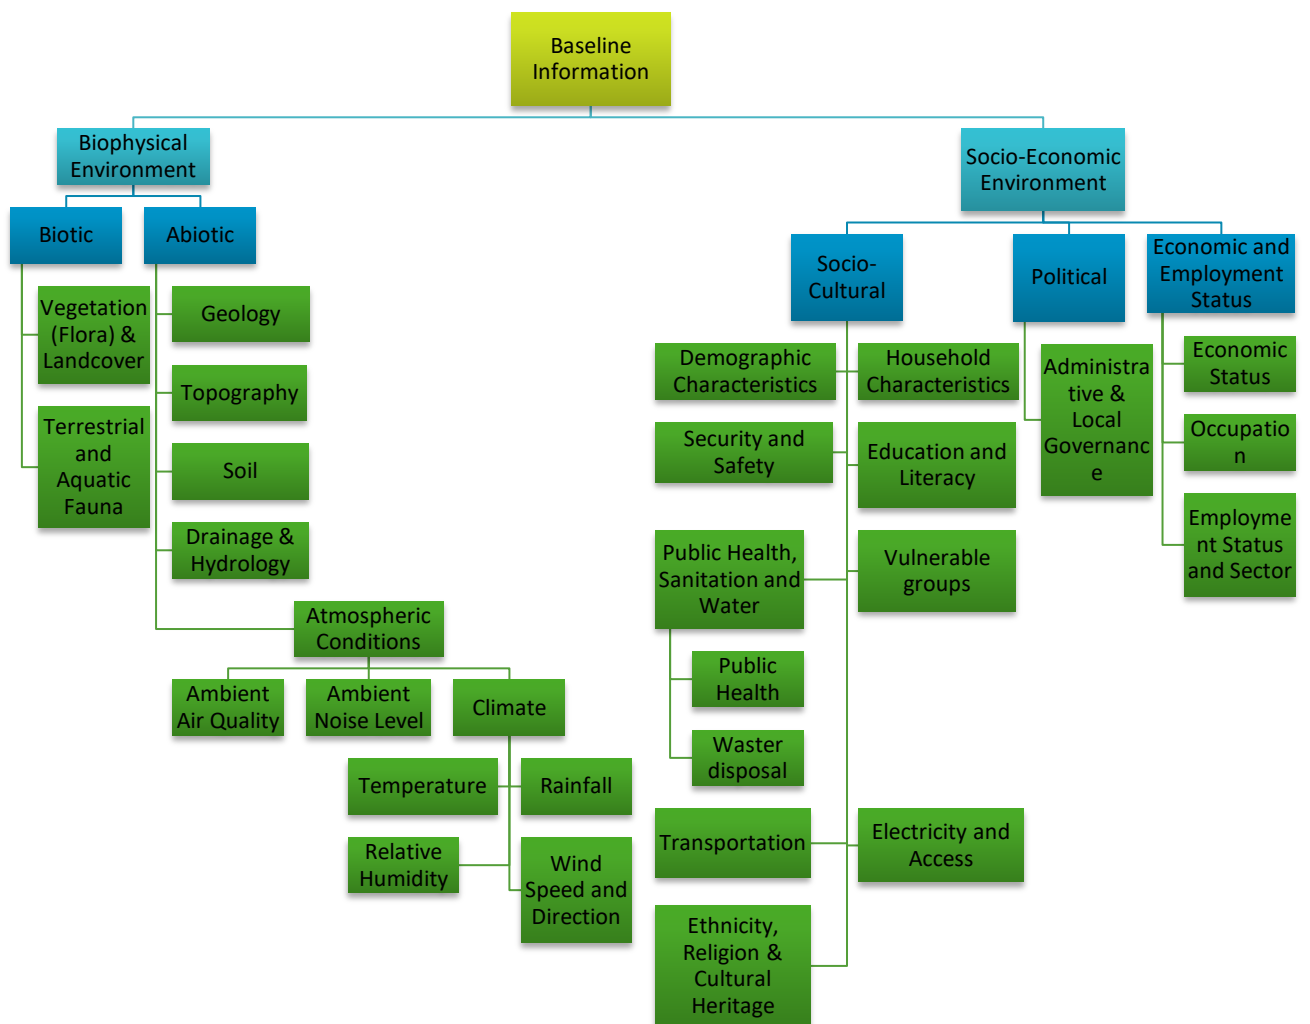 Baseline
Information
Biophysical
Environment
Socio-Economic
Environment
Biotic
Abiotic
Socio-
Cultural
Political
Economic and
Employment
Status
Vegetation
(Flora) &
Landcover
Terrestrial
and
Aquatic
Fauna
Geology
Topography
Soil
Drainage &
Hydrology
Atmospheric
Conditions
Ambient
Air Quality
Ambient
Noise Level
Climate
Temperature
Rainfall
Relative
Humidity
Wind
Speed and
Direction
Demographic
Characteristics
Household
Characteristics
Security and
Safety
Education and
Literacy
Public Health,
Sanitation and
Water
Vulnerable
groups
Public
Health
Waster
disposal
Transportation
Electricity and
Access
Ethnicity,
Religion &
Cultural
Heritage
Administra
tive &
Local
Governanc
e
Economic
Status
Occupatio
n
Employme
nt Status
and Sector